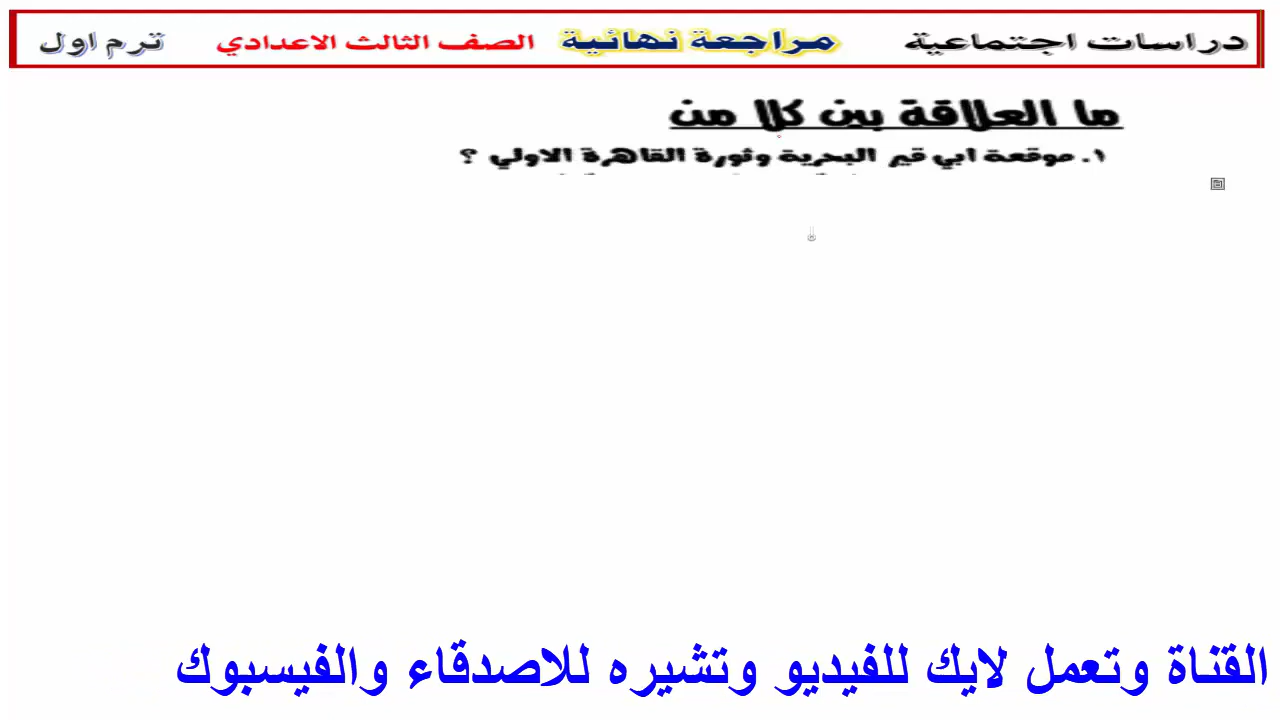 دراسات اجتماعية مراجعة نهائية الصف الثالث الاعدادي ترم اول
ما العلاقة بين كلا من
١. موقعة ابي قير البحرية وثورة القاهرة الاولي ؟
القناة وتعمل لايك للفيديو وتشيره للاصدقاء والفيسبوك